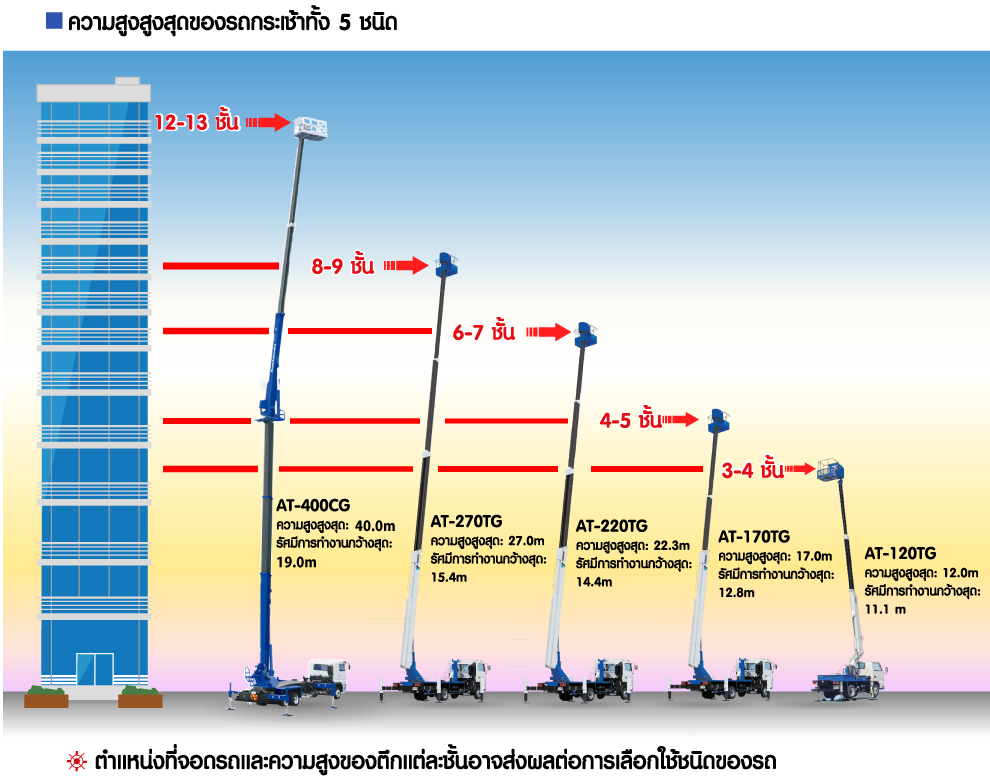 ความสูงสูงสุดของรถกระเช้าทั้ง 5 ชนิด
12-13 ชั้น
8-9 ชั้น
6-7 ชั้น
4-5 ชั้น
3-4 ชั้น
AT-400CG
ความสูงสูงสุด: 40.0m
รัศมีการทำงานกว้างสุด:
19.0m
AT-270TG
ความสูงสูงสุด: 27.0m
รัศมีการทำงานกว้างสุด:
15.4m
AT-220TG
ความสูงสูงสุด: 22.3m
รัศมีการทำงานกว้างสุด:
14.4m
AT-170TG
ความสูงสูงสุด: 17.0m
รัศมีการทำงานกว้างสุด:
12.8m
AT-120TG
ความสูงสูงสุด: 12.0m
รัศมีการทำงานกว้างสุด:
11.1 m
ตำแหน่งที่จอดรถและความสูงของตึกแต่ละชั้นอาจส่งผลต่อการเลือกใช้ชนิดของรถ